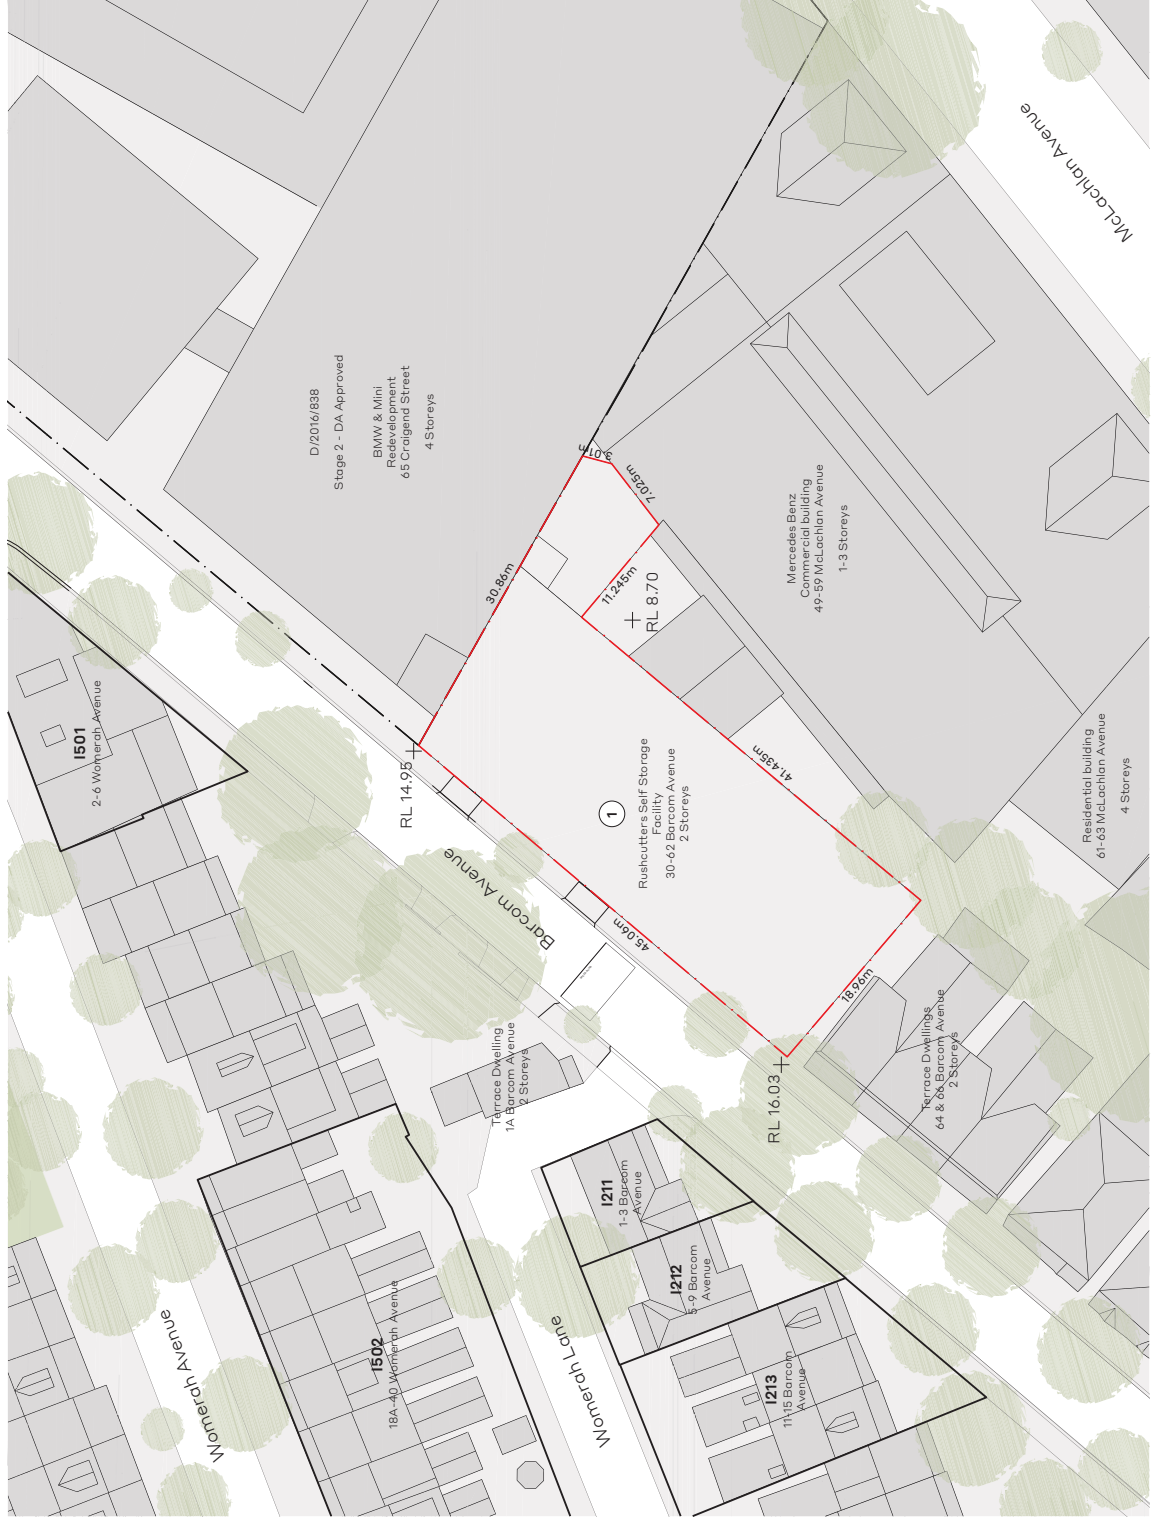 McLachlan Avenue
D/2016/838
Stage 2 - DA Approved
BMW & Mini
Redevelopment
65 Craigend Street
4 Storeys
3.01m
7.025m
30.86m
11.245m
RL 8.70
Mercedes Benz
Commercial building
49-59 McLachlan Avenue
1-3 Storeys
I501
2-6 Womerah Avenue
RL 14.95
Barcom Avenue
1
Rushcutters Self Storage
Facility
30-62 Barcom Avenue
2 Storeys
41.435m
45.06m
18.96m
Residential building
61-63 McLachlan Avenue
4 Storeys
Terrace Dwelling
1A Barcom Avenue
2 Storeys
RL 16.03
Terrace Dwellings
64 & 66 Barcom Avenue
2 Storeys
I211
1-3 Barcom
Avenue
I212
5-9 Barcom
Avenue
I213
11-15 Barcom
Avenue
I502
18A-40 Womerah Avenue
Womerah Avenue
Womerah Lane